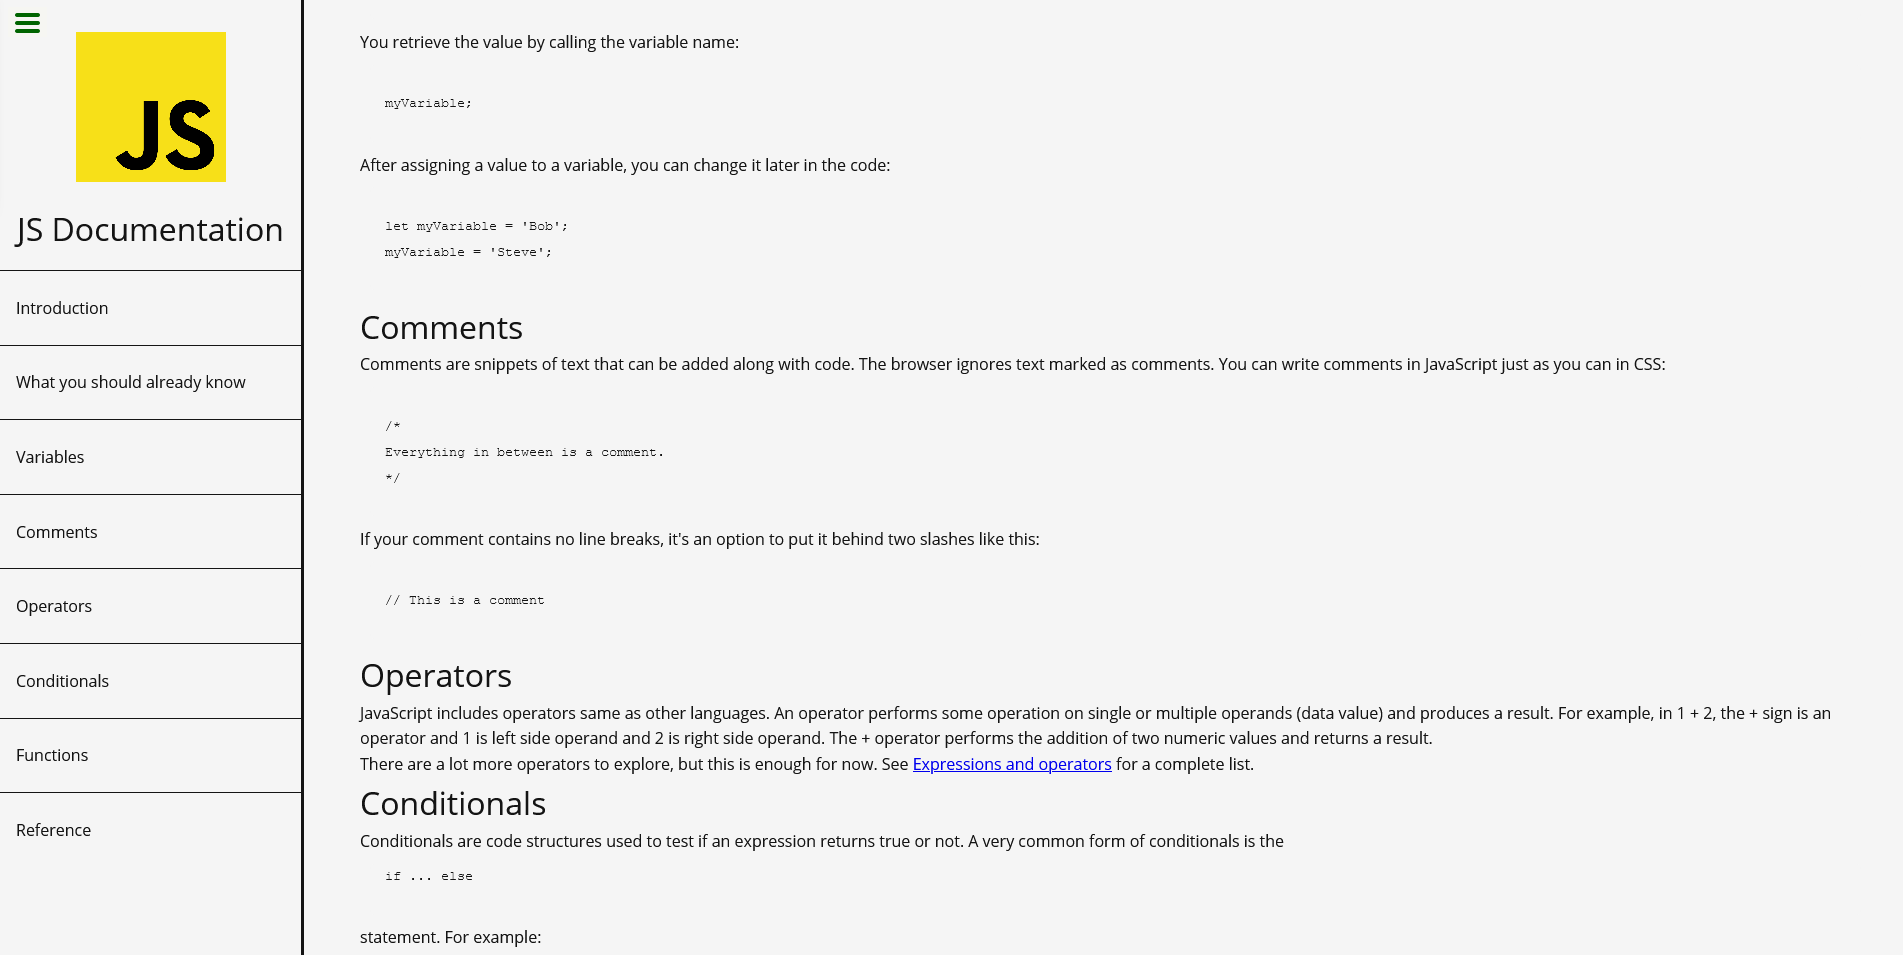 JS
JS Documentation
Introduction
What you should already know
Variables
Comments
Operators
Conditionals
Functions
Reference
You retrieve the value by calling the variable name:
myVariable;
After assigning a value to a variable, you can change it later in the code:
let myVariable = 'Bob';
myVariable = 'Steve';
Comments
Comments are snippets of text that can be added along with code. The browser ignores text marked as comments. You can write comments in JavaScript just as you can in CSS:
/*
Everything in between is a comment.
*/
If your comment contains no line breaks, it's an option to put it behind two slashes like this:
// This is a comment
Operators
JavaScript includes operators same as other languages. An operator performs some operation on single or multiple operands (data value) and produces a result. For example, in 1 + 2, the + sign is an
operator and 1 is left side operand and 2 is right side operand. The + operator performs the addition of two numeric values and returns a result.
There are a lot more operators to explore, but this is enough for now. See Expressions and operators for a complete list.
Conditionals
Conditionals are code structures used to test if an expression returns true or not. A very common form of conditionals is the
if ... else
statement. For example: